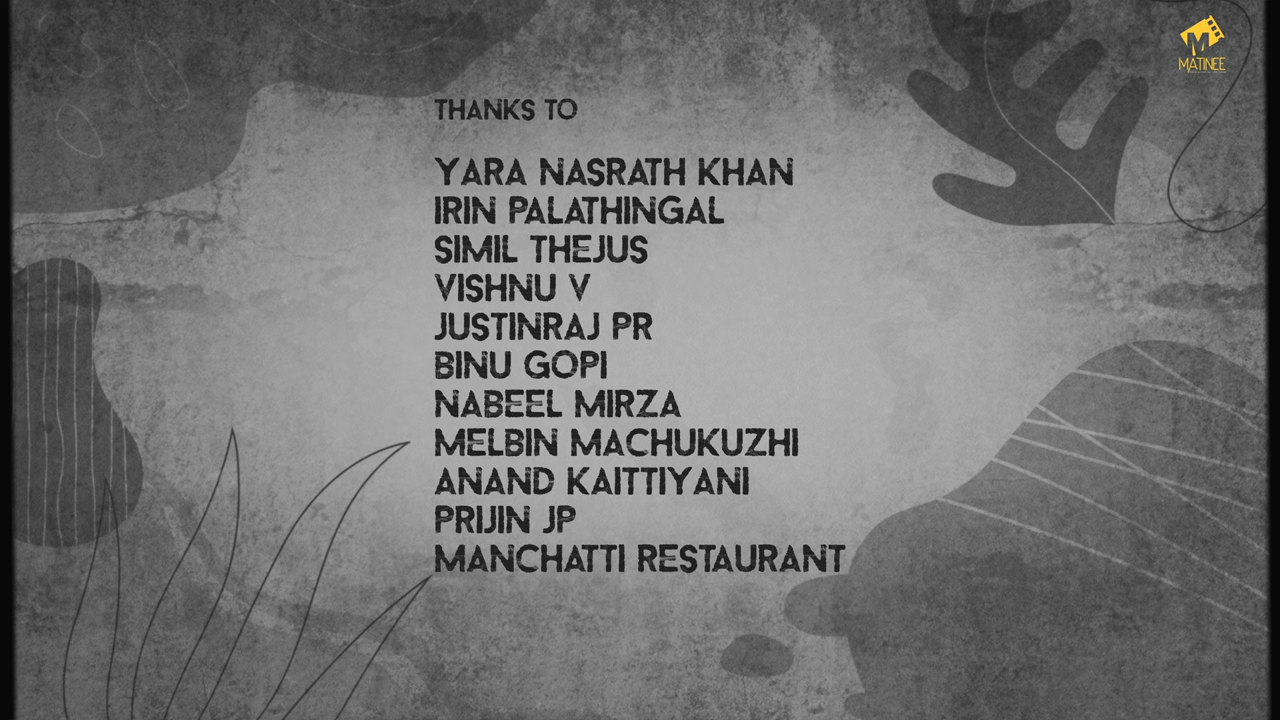 MATINEE
THANKS TO
YARA NASRATH KHAN
IRIN PALATHINGAL
SIMIL THEJUS
VISHNU V
JUSTINRAJ PR
BINU GOPI
NABEEL MIRZA
MELBIN MACHUKUZHI
ANAND KAITTIYANI
PRIJIN JP
MANCHATTI RESTAURANT